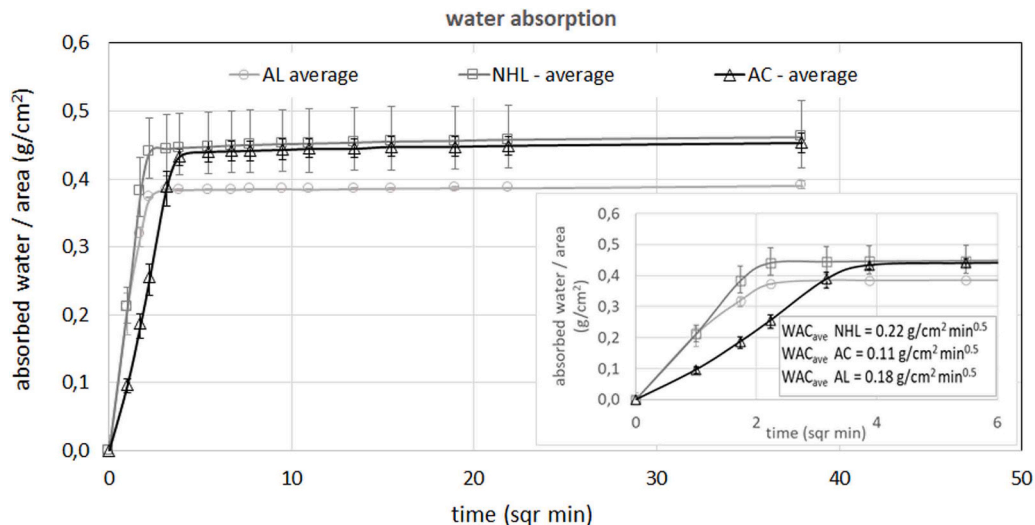 water absorption
0,6
0,5
0,4
0,3
0,2
0,1
0,0
absorbed water / area (g/cm²)
AL average
NHL - average
AC - average
0
10
20
30
40
50
time (sqr min)
0,6
0,5
0,4
0,3
0,2
0,1
0,0
absorbed water / area
(g/cm²)
WACave NHL = 0.22 g/cm² min⁰·⁵
WACave AC = 0.11 g/cm² min⁰·⁵
WACave AL = 0.18 g/cm² min⁰·⁵
0
2
4
6
time (sqr min)